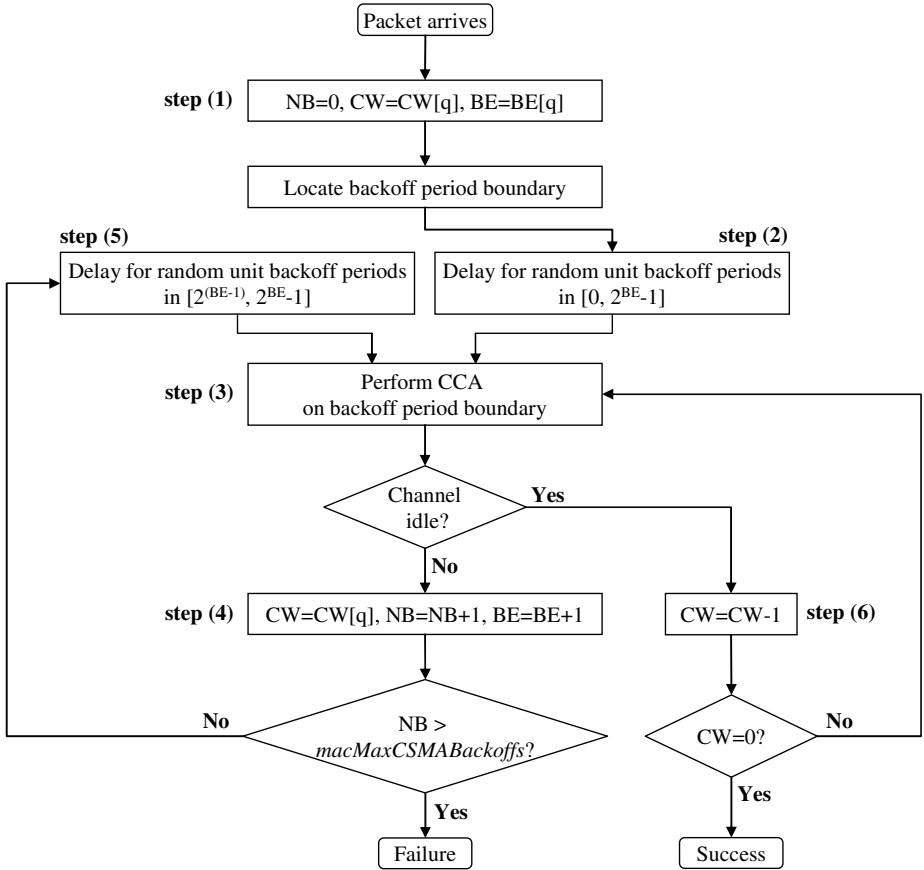 Packet arrives
step (1)
NB=0, CW=CW[q], BE=BE[q]
Locate backoff period boundary
step (5)
step (2)
Delay for random unit backoff periods
in [2^(BE-1), 2^BE-1]
Delay for random unit backoff periods
in [0, 2^BE-1]
step (3)
Perform CCA
on backoff period boundary
Channel
idle?
Yes
No
step (4)
CW=CW[q], NB=NB+1, BE=BE+1
CW=CW-1
step (6)
No
NB >
macMaxCSMABackoffs?
CW=0?
No
Yes
Yes
Failure
Success